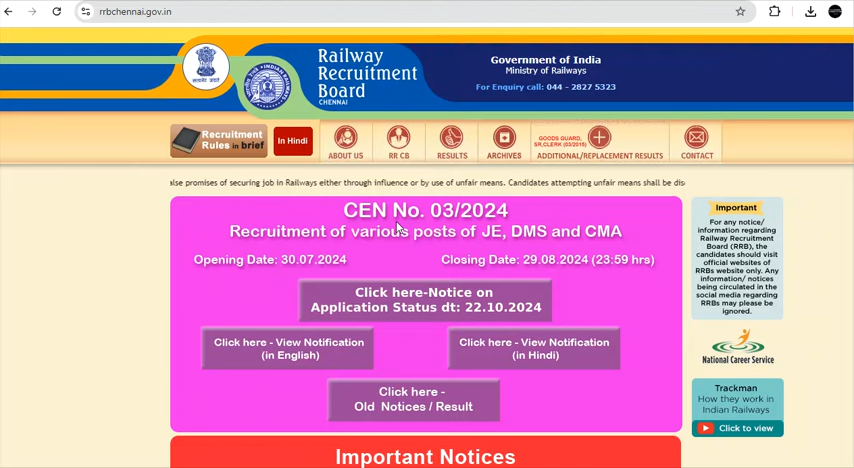 rrbchennai.gov.in
Railway
Recruitment
Board
CHENNAI
Government of India
Ministry of Railways
For Enquiry call: 044 - 2827 5323
Recruitment
Rules in brief
In Hindi
ABOUT US
RR CB
RESULTS
ARCHIVES
GOODS GUARD,
SR.CLERK (03/2015)
ADDITIONAL/REPLACEMENT RESULTS
CONTACT
alse promises of securing job in Railways either through influence or by use of unfair means. Candidates attempting unfair means shall be dis
CEN No. 03/2024
Recruitment of various posts of JE, DMS and CMA
Opening Date: 30.07.2024
Closing Date: 29.08.2024 (23:59 hrs)
Click here-Notice on
Application Status dt: 22.10.2024
Click here - View Notification
(in English)
Click here - View Notification
(in Hindi)
Click here -
Old Notices / Result
Important Notices
Important
For any notice/
information regarding
Railway Recruitment
Board (RRB), the
candidates should visit
official websites of
RRBs website only. Any
information/ notices
being circulated in the
social media regarding
RRBs may please be
ignored.
National Career Service
Trackman
How they work in
Indian Railways
Click to view